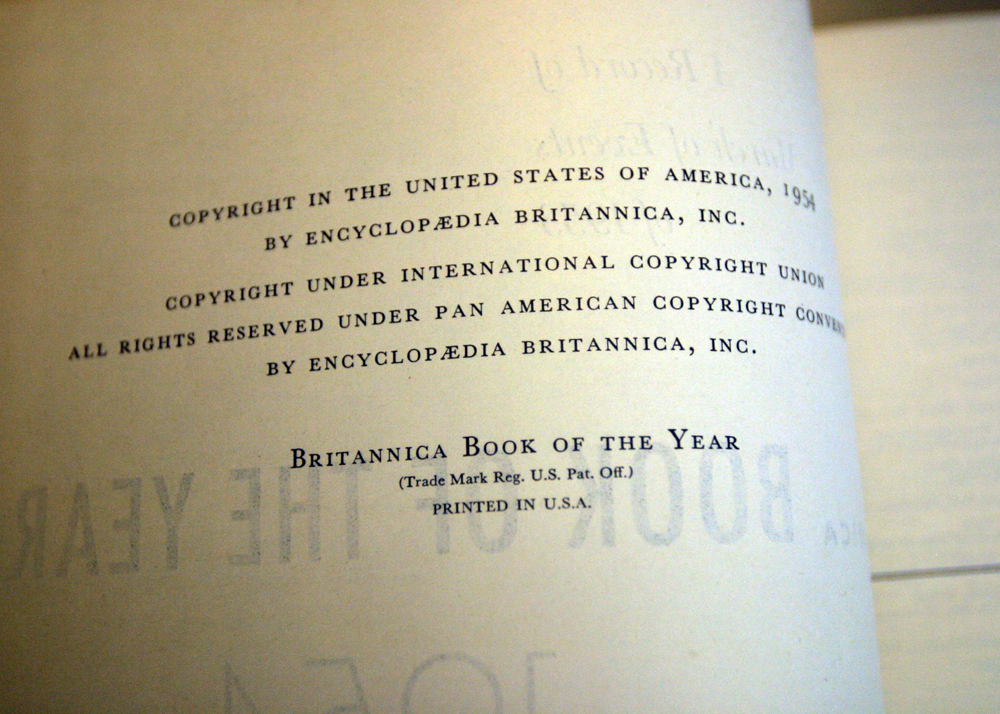 COPYRIGHT IN THE UNITED STATES OF AMERICA, 1954
BY ENCYCLOPÆDIA BRITANNICA, INC.
COPYRIGHT UNDER INTERNATIONAL COPYRIGHT UNION
ALL RIGHTS RESERVED UNDER PAN AMERICAN COPYRIGHT
BY ENCYCLOPÆDIA BRITANNICA, INC.
BRITANNICA BOOK OF THE YEAR
(Trade Mark Reg. U.S. Pat. Off.)
PRINTED IN U.S.A.